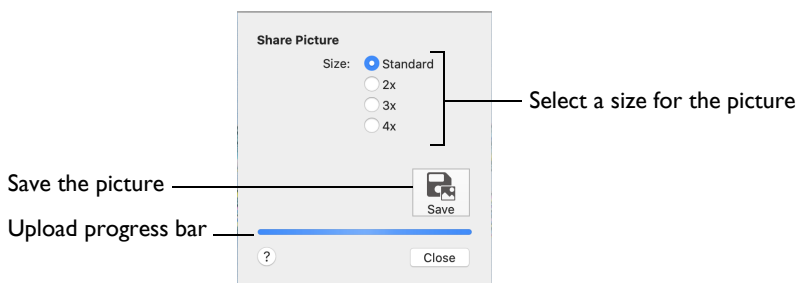 Share Picture
Size: Standard
2x
3x
4x
Select a size for the picture
Save the picture
Save
Upload progress bar
?
Close